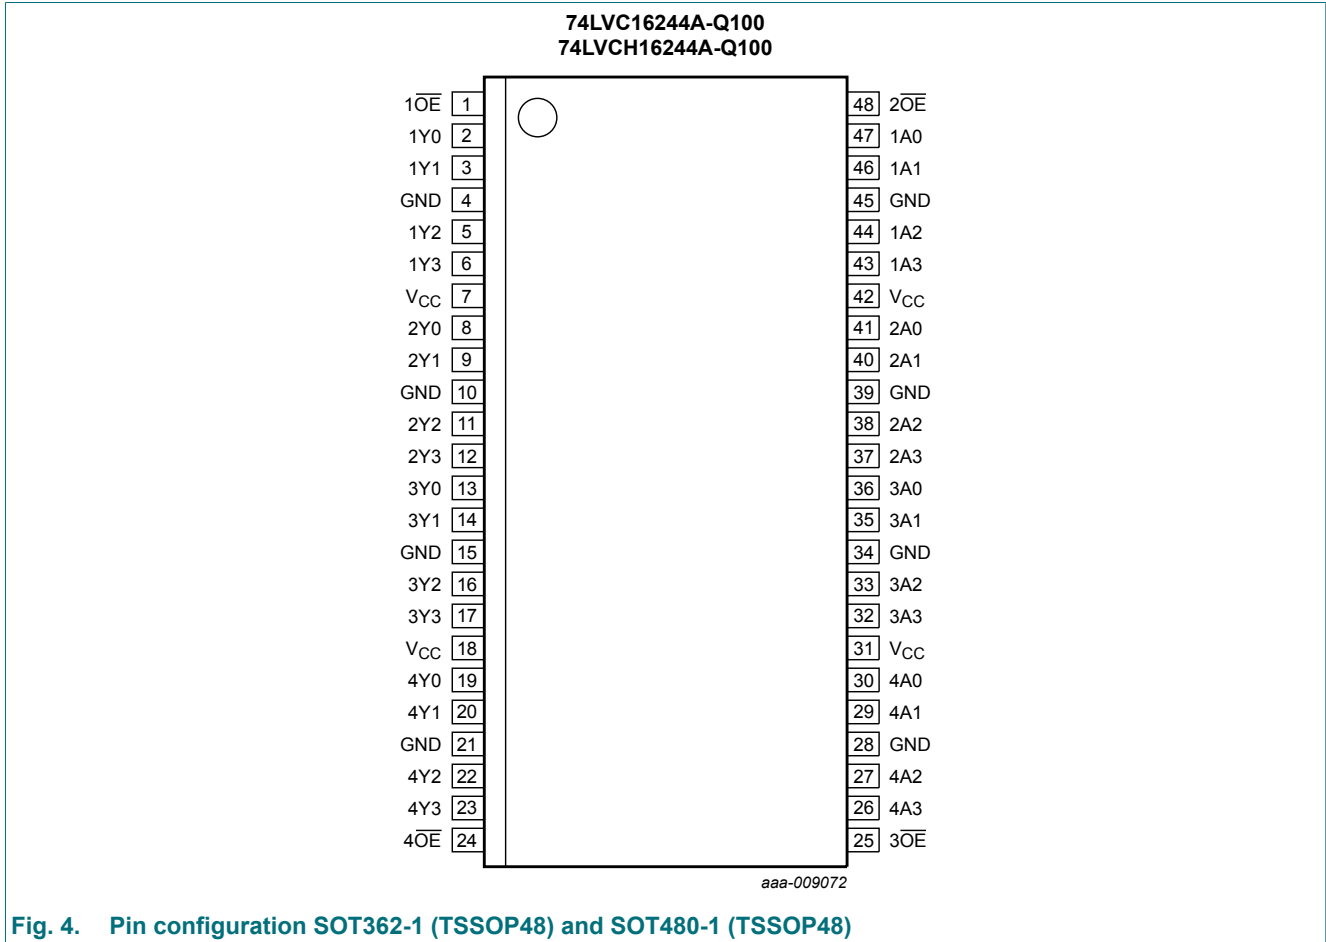 74LVC16244A-Q100
74LVCH16244A-Q100
1O̅E̅ 1 48 2O̅E̅
1Y0 2 47 1A0
1Y1 3 46 1A1
GND 4 45 GND
1Y2 5 44 1A2
1Y3 6 43 1A3
VCC 7 42 VCC
2Y0 8 41 2A0
2Y1 9 40 2A1
GND 10 39 GND
2Y2 11 38 2A2
2Y3 12 37 2A3
3Y0 13 36 3A0
3Y1 14 35 3A1
GND 15 34 GND
3Y2 16 33 3A2
3Y3 17 32 3A3
VCC 18 31 VCC
4Y0 19 30 4A0
4Y1 20 29 4A1
GND 21 28 GND
4Y2 22 27 4A2
4Y3 23 26 4A3
4O̅E̅ 24 25 3O̅E̅
aaa-009072
Fig. 4. Pin configuration SOT362-1 (TSSOP48) and SOT480-1 (TSSOP48)